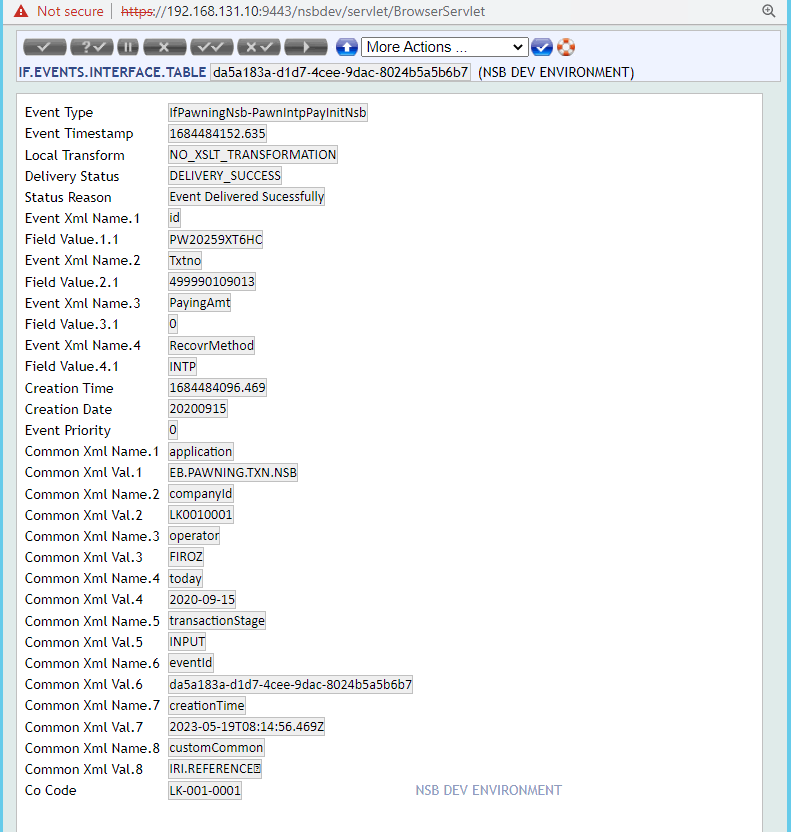 Not secure | https://192.168.131.10:9443/nsbdev/servlet/BrowserServlet
More Actions ...
IF.EVENTS.INTERFACE.TABLE da5a183a-d1d7-4cee-9dac-8024b5a5b6b7 (NSB DEV ENVIRONMENT)
Event Type IfPawningNsb-PawnIntpPayInitNsb
Event Timestamp 1684484152.635
Local Transform NO_XSLT_TRANSFORMATION
Delivery Status DELIVERY_SUCCESS
Status Reason Event Delivered Sucessfully
Event Xml Name.1 id
Field Value.1.1 PW20259XT6HC
Event Xml Name.2 Txtno
Field Value.2.1 499990109013
Event Xml Name.3 PayingAmt
Field Value.3.1 0
Event Xml Name.4 RecovrMethod
Field Value.4.1 INTP
Creation Time 1684484096.469
Creation Date 20200915
Event Priority 0
Common Xml Name.1 application
Common Xml Val.1 EB.PAWNING.TXN.NSB
Common Xml Name.2 companyId
Common Xml Val.2 LK0010001
Common Xml Name.3 operator
Common Xml Val.3 FIROZ
Common Xml Name.4 today
Common Xml Val.4 2020-09-15
Common Xml Name.5 transactionStage
Common Xml Val.5 INPUT
Common Xml Name.6 eventId
Common Xml Val.6 da5a183a-d1d7-4cee-9dac-8024b5a5b6b7
Common Xml Name.7 creationTime
Common Xml Val.7 2023-05-19T08:14:56.469Z
Common Xml Name.8 customCommon
Common Xml Val.8 IRI.REFERENCE
Co Code LK-001-0001 NSB DEV ENVIRONMENT